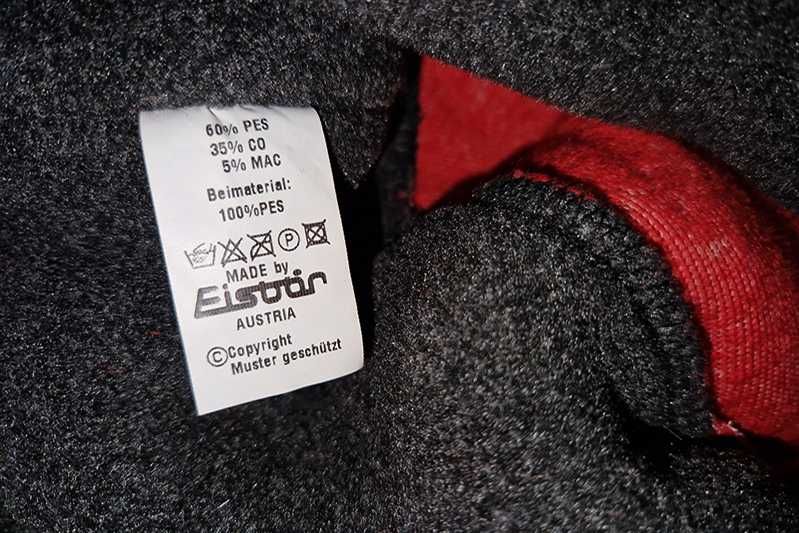 60% PES
35% CO
5% MAC
Beimaterial:
100%PES
P
MADE by
Eisbär
AUSTRIA
© Copyright
Muster geschützt